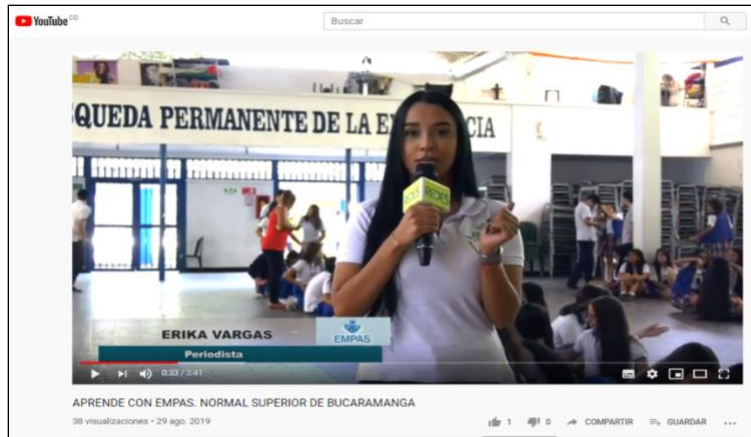 YouTube CO
Buscar
QUEDA PERMANENTE DE LA E CIA
ERIKA VARGAS
EMPAS
Periodista
0:33 / 3:41
APRENDE CON EMPAS. NORMAL SUPERIOR DE BUCARAMANGA
38 visualizaciones • 29 ago. 2019
1
0
COMPARTIR
GUARDAR